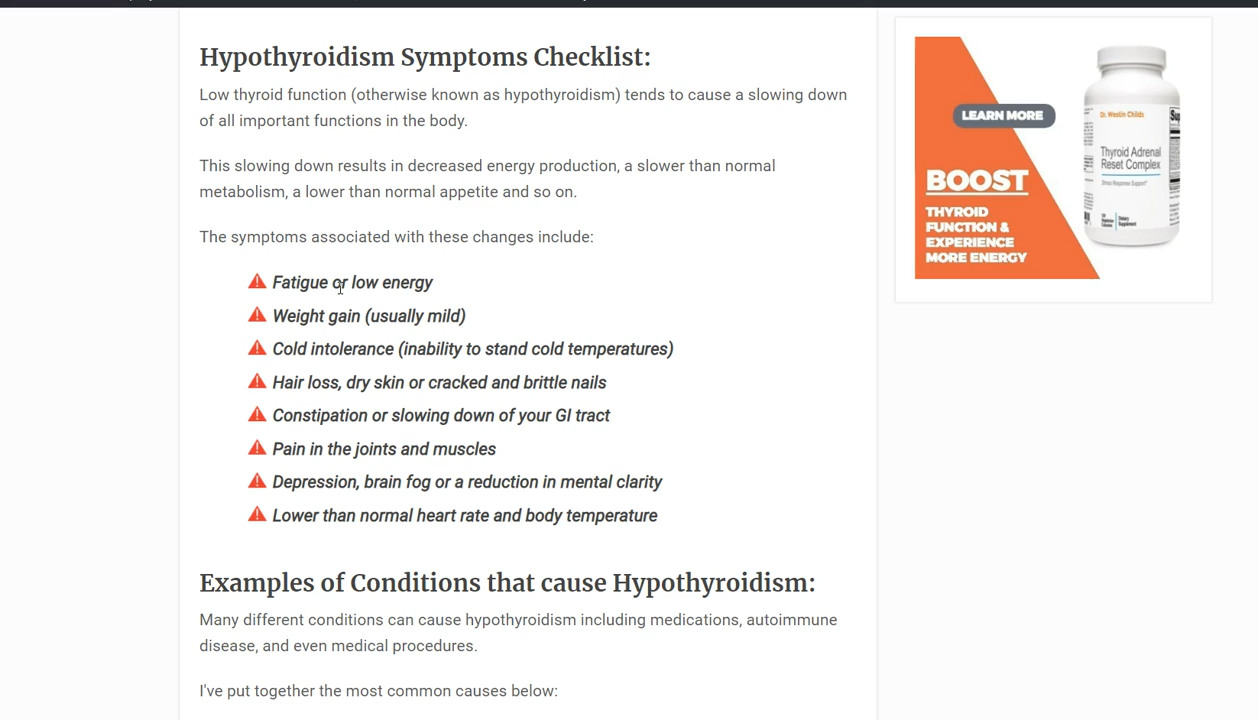 Hypothyroidism Symptoms Checklist:
Low thyroid function (otherwise known as hypothyroidism) tends to cause a slowing down
of all important functions in the body.
This slowing down results in decreased energy production, a slower than normal
metabolism, a lower than normal appetite and so on.
The symptoms associated with these changes include:
Fatigue or low energy
Weight gain (usually mild)
Cold intolerance (inability to stand cold temperatures)
Hair loss, dry skin or cracked and brittle nails
Constipation or slowing down of your GI tract
Pain in the joints and muscles
Depression, brain fog or a reduction in mental clarity
Lower than normal heart rate and body temperature
Examples of Conditions that cause Hypothyroidism:
Many different conditions can cause hypothyroidism including medications, autoimmune
disease, and even medical procedures.
I've put together the most common causes below:
LEARN MORE
BOOST
THYROID
FUNCTION &
EXPERIENCE
MORE ENERGY
Dr. Westin Childs
Thyroid Adrenal
Reset Complex
Stress Response Support*
Dietary
Supplement